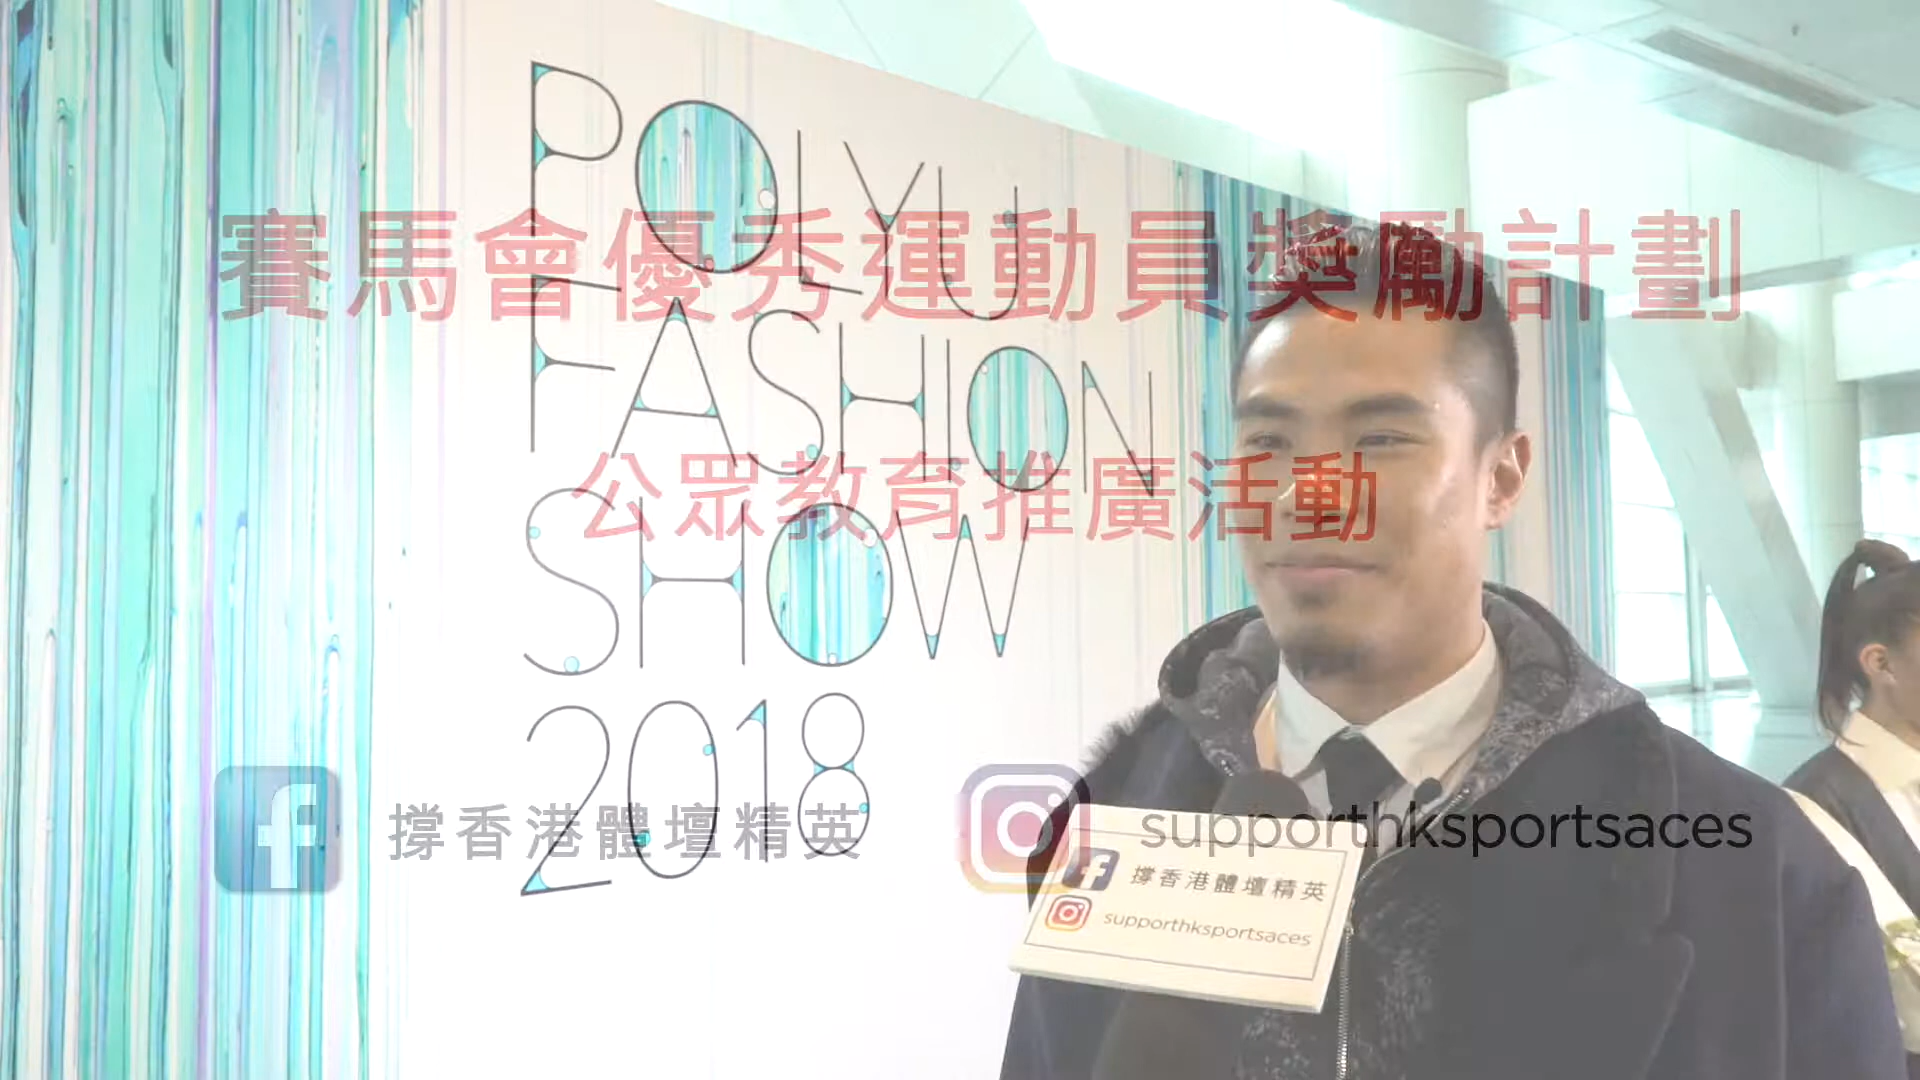 POLYU
FASHION
SHOW
2018
賽馬會優秀運動員獎勵計劃
公眾教育推廣活動
撐香港體壇精英
supporthksportsaces
撐香港體壇精英
supporthksportsaces